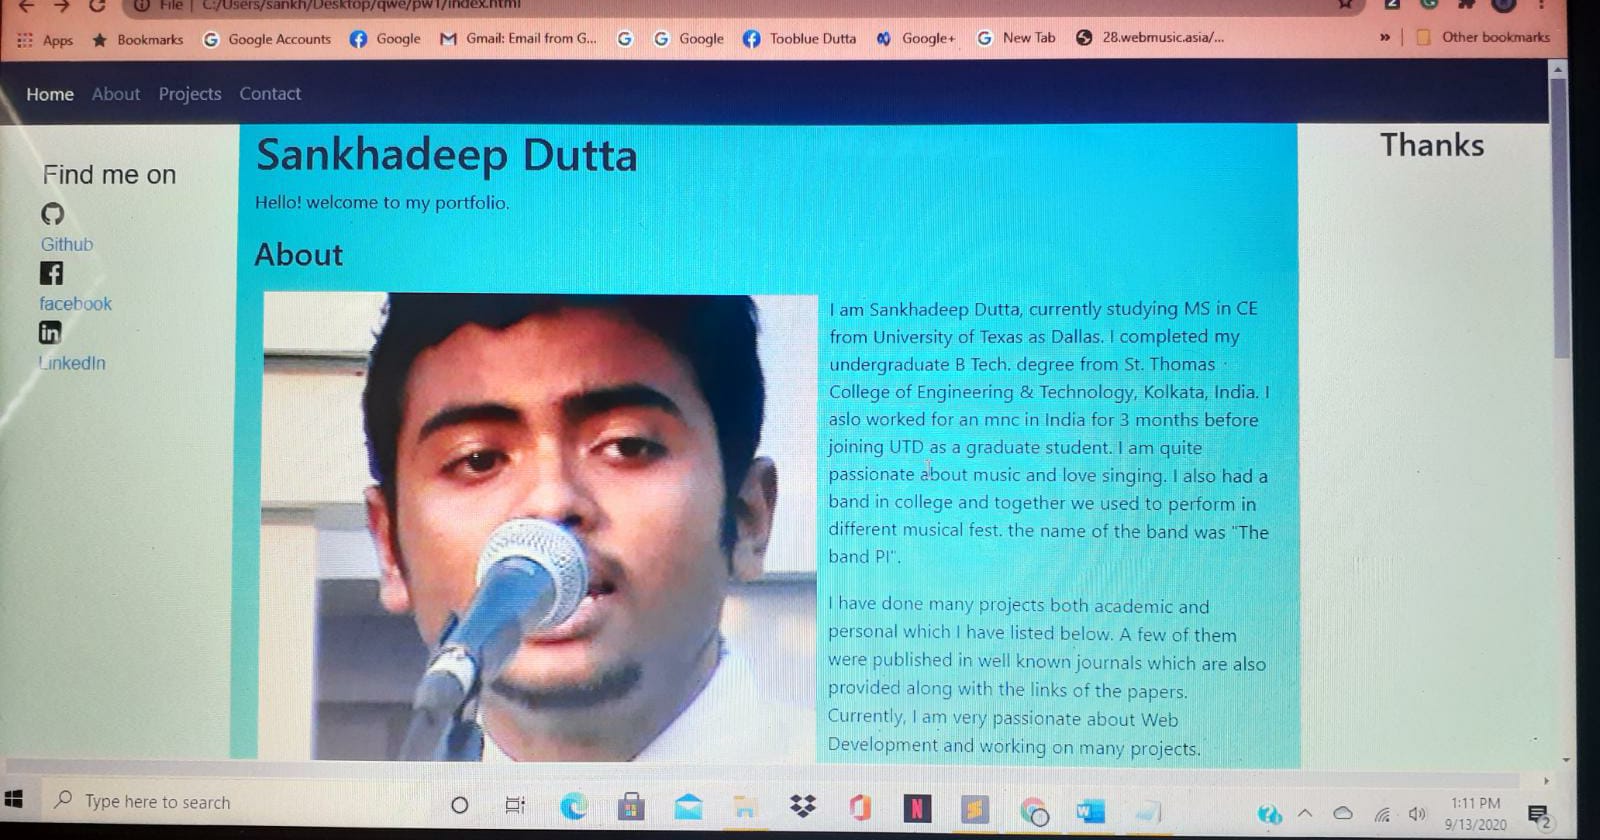 File | C:/Users/sankh/Desktop/qwe/pw1/index.html
Apps Bookmarks Google Accounts Google Gmail: Email from G... Google Tooblue Dutta Google+ New Tab 28.webmusic.asia/... » Other bookmarks
Home About Projects Contact
Find me on
Github
facebook
LinkedIn
Sankhadeep Dutta
Hello! welcome to my portfolio.
About
I am Sankhadeep Dutta, currently studying MS in CE
from University of Texas as Dallas. I completed my
undergraduate B Tech. degree from St. Thomas
College of Engineering & Technology, Kolkata, India. I
aslo worked for an mnc in India for 3 months before
joining UTD as a graduate student. I am quite
passionate about music and love singing. I also had a
band in college and together we used to perform in
different musical fest. the name of the band was "The
band PI".
I have done many projects both academic and
personal which I have listed below. A few of them
were published in well known journals which are also
provided along with the links of the papers.
Currently, I am very passionate about Web
Development and working on many projects.
Thanks
Type here to search
1:11 PM
9/13/2020
2